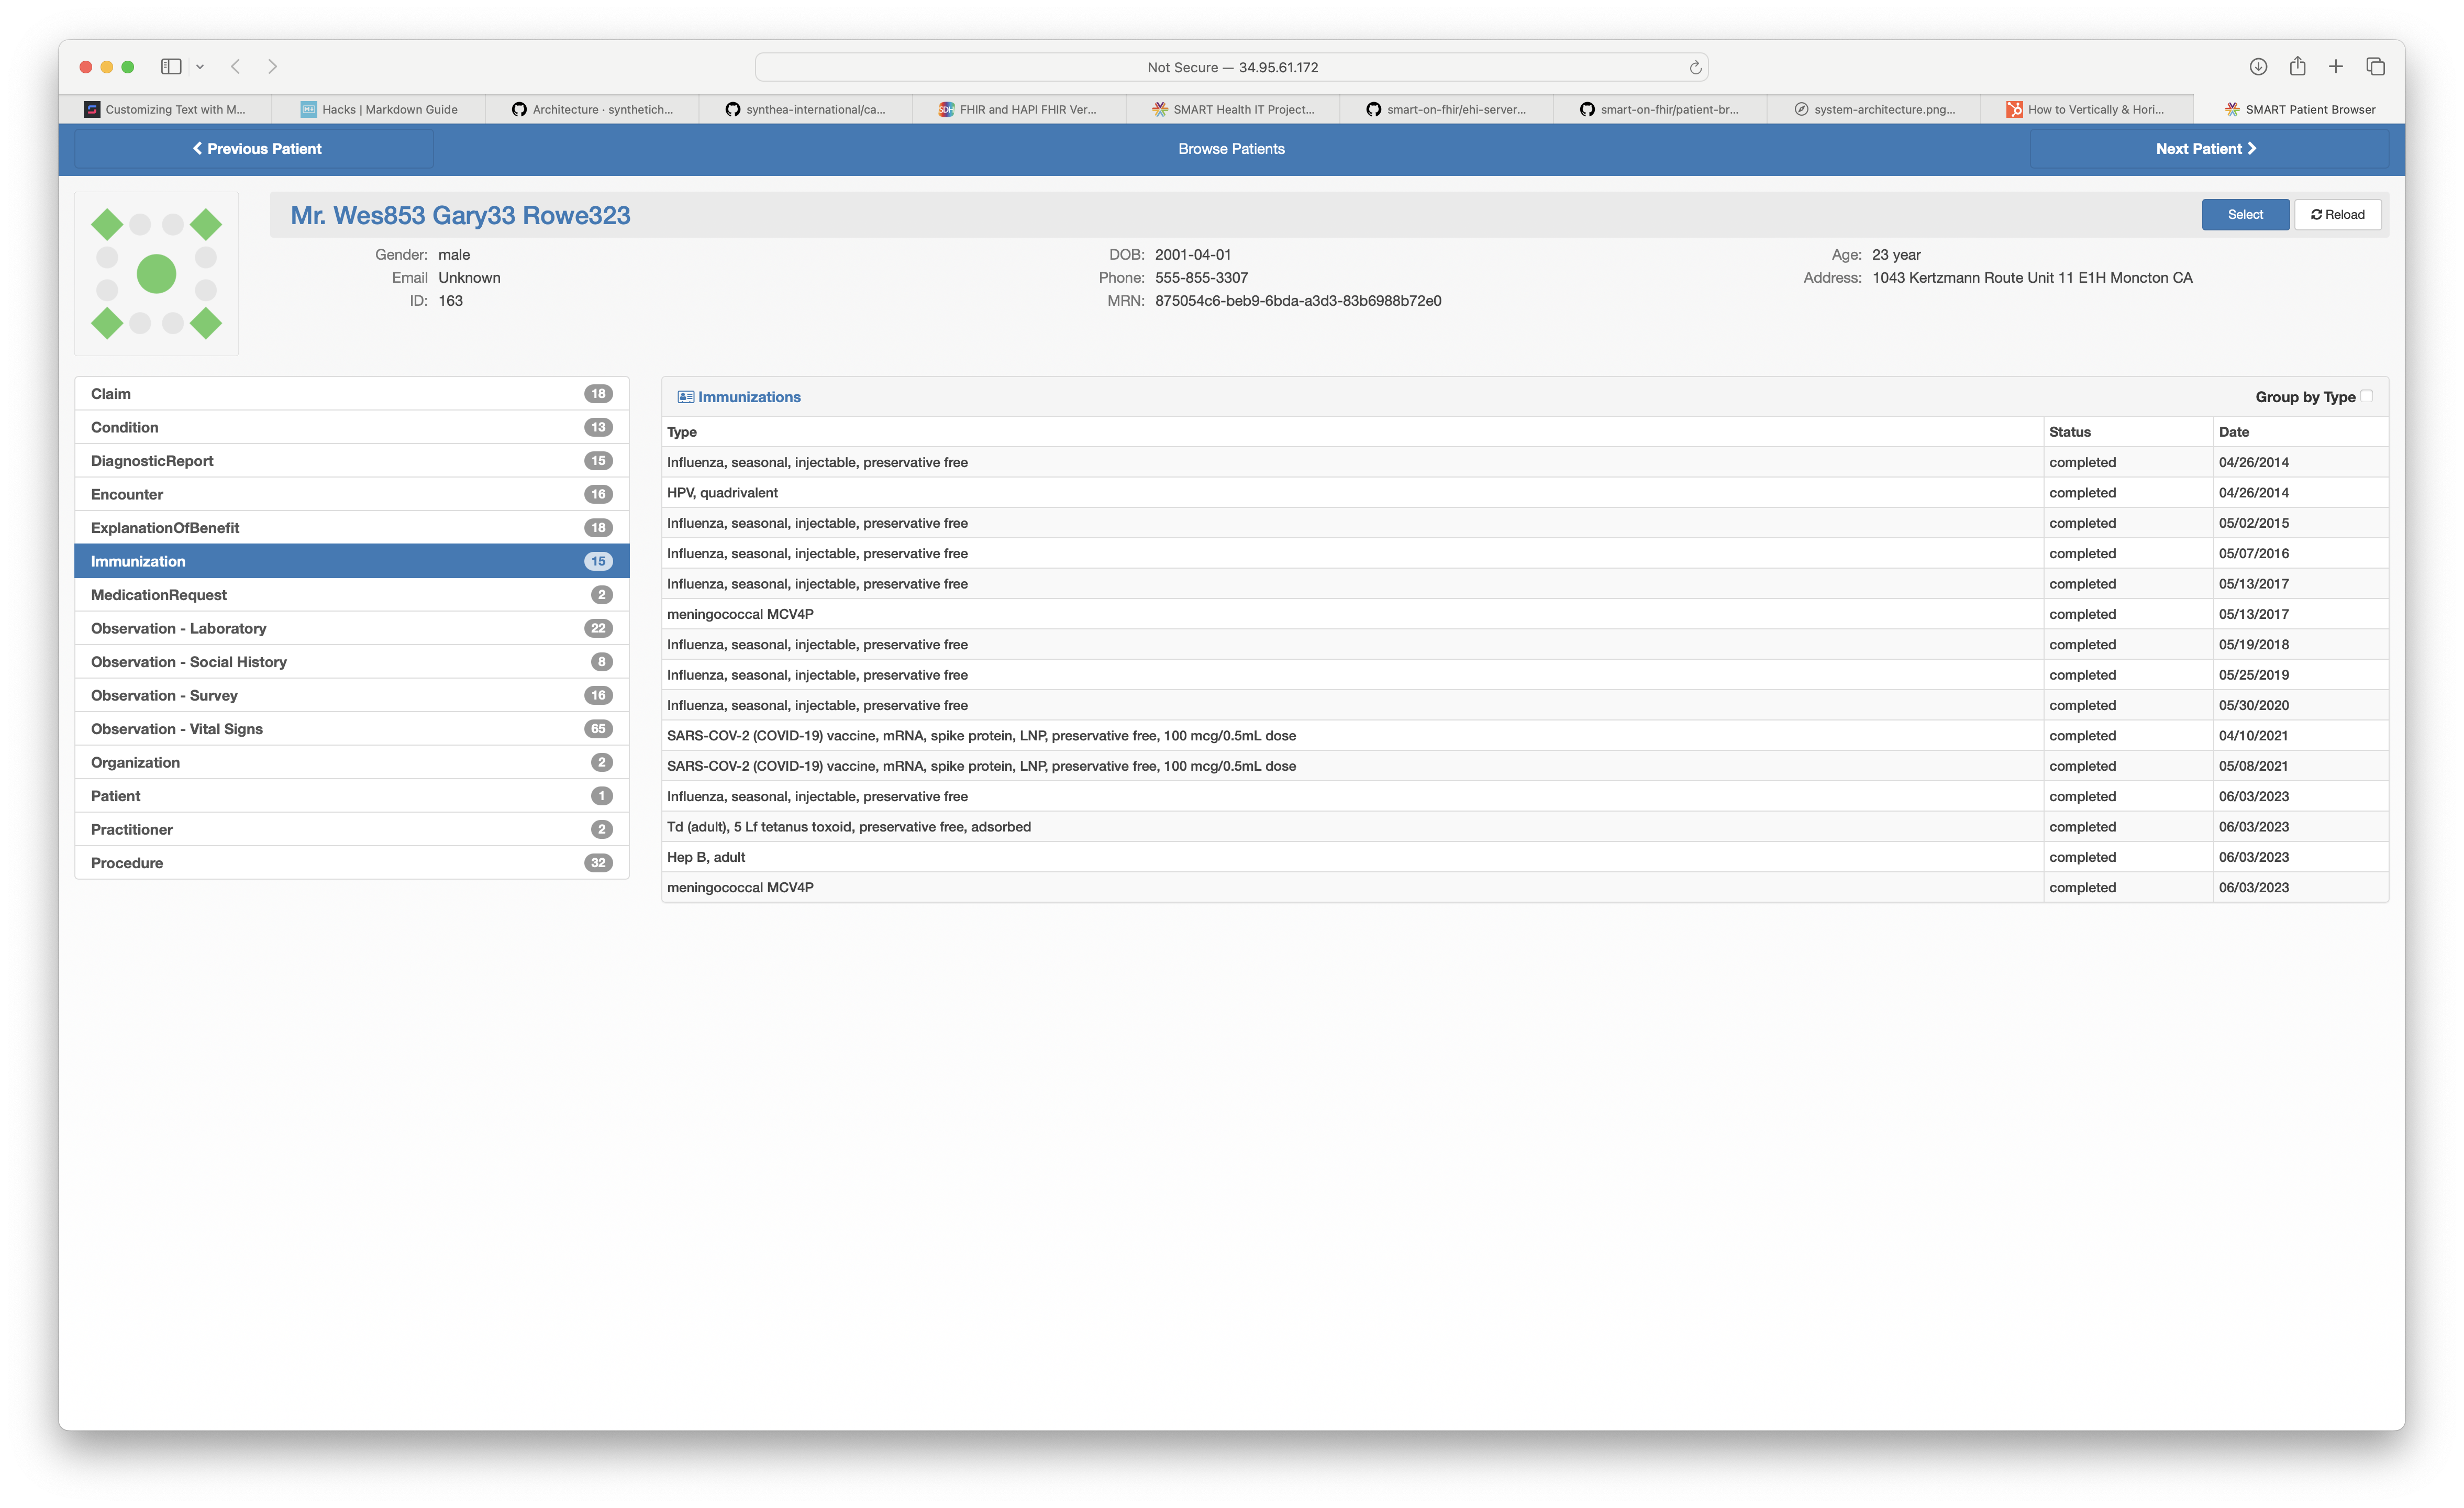 Not Secure — 34.95.61.172
Customizing Text with M...
Hacks | Markdown Guide
Architecture · syntheticһ...
synthea-international/ca...
FHIR and HAPI FHIR Ver...
SMART Health IT Project...
smart-on-fhir/ehi-server...
smart-on-fhir/patient-br...
system-architecture.png...
How to Vertically & Hori...
SMART Patient Browser
Previous Patient
Browse Patients
Next Patient
Mr. Wes853 Gary33 Rowe323
Select
Reload
Gender: male
DOB: 2001-04-01
Age: 23 year
Email Unknown
Phone: 555-855-3307
Address: 1043 Kertzmann Route Unit 11 E1H Moncton CA
ID: 163
MRN: 875054c6-beb9-6bda-a3d3-83b6988b72e0
Claim 18
Condition 13
DiagnosticReport 15
Encounter 16
ExplanationOfBenefit 18
Immunization 15
MedicationRequest 2
Observation - Laboratory 22
Observation - Social History 8
Observation - Survey 16
Observation - Vital Signs 65
Organization 2
Patient 1
Practitioner 2
Procedure 32
Immunizations
Group by Type
Type Status Date
Influenza, seasonal, injectable, preservative free completed 04/26/2014
HPV, quadrivalent completed 04/26/2014
Influenza, seasonal, injectable, preservative free completed 05/02/2015
Influenza, seasonal, injectable, preservative free completed 05/07/2016
Influenza, seasonal, injectable, preservative free completed 05/13/2017
meningococcal MCV4P completed 05/13/2017
Influenza, seasonal, injectable, preservative free completed 05/19/2018
Influenza, seasonal, injectable, preservative free completed 05/25/2019
Influenza, seasonal, injectable, preservative free completed 05/30/2020
SARS-COV-2 (COVID-19) vaccine, mRNA, spike protein, LNP, preservative free, 100 mcg/0.5mL dose completed 04/10/2021
SARS-COV-2 (COVID-19) vaccine, mRNA, spike protein, LNP, preservative free, 100 mcg/0.5mL dose completed 05/08/2021
Influenza, seasonal, injectable, preservative free completed 06/03/2023
Td (adult), 5 Lf tetanus toxoid, preservative free, adsorbed completed 06/03/2023
Hep B, adult completed 06/03/2023
meningococcal MCV4P completed 06/03/2023